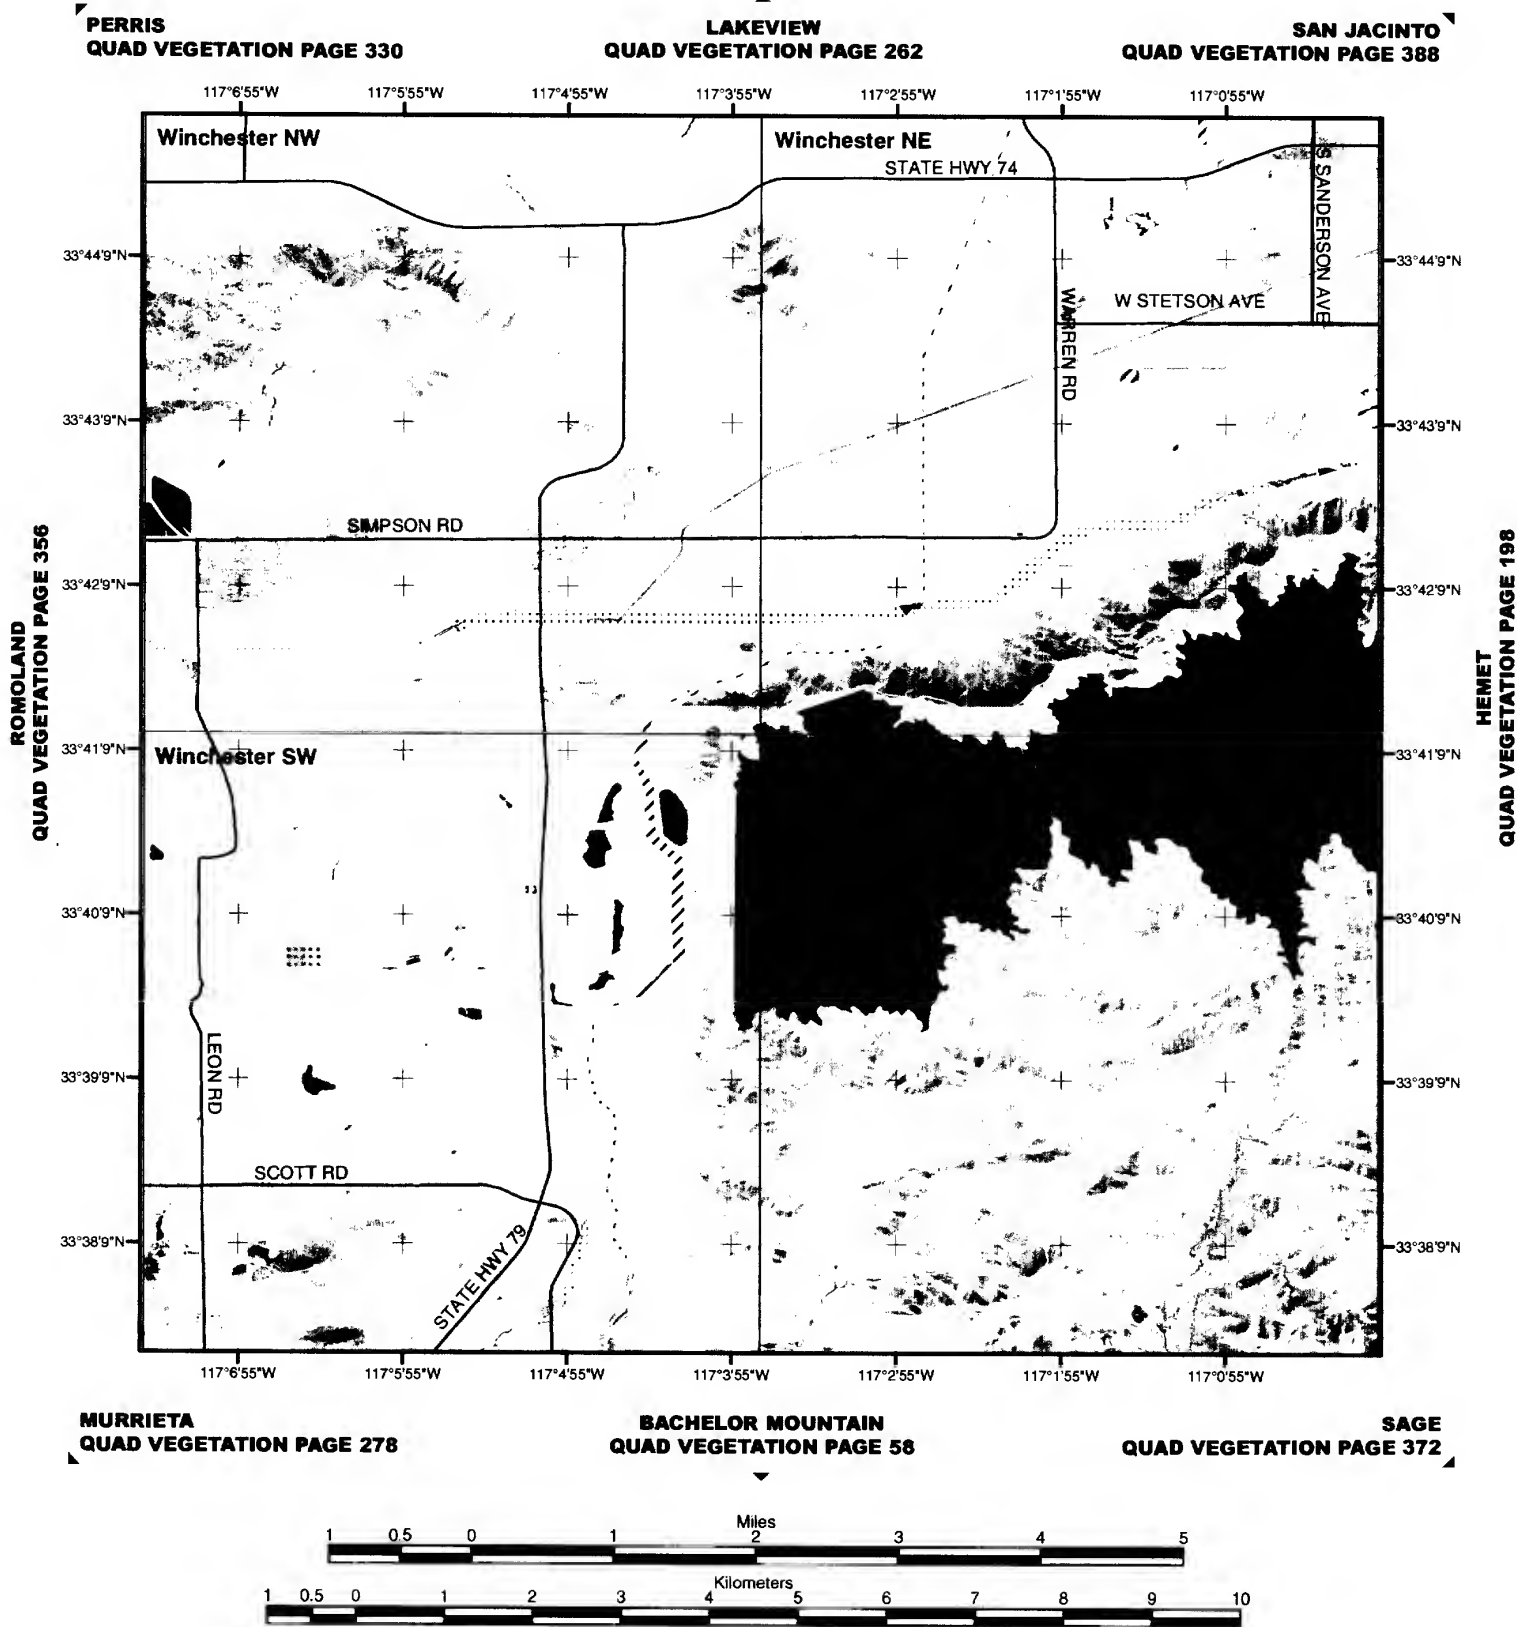 PERRIS
QUAD VEGETATION PAGE 330
LAKEVIEW
QUAD VEGETATION PAGE 262
SAN JACINTO
QUAD VEGETATION PAGE 388
117°6'55"W 117°5'55"W 117°4'55"W 117°3'55"W 117°2'55"W 117°1'55"W 117°0'55"W
Winchester NW
Winchester NE
STATE HWY 74
S SANDERSON AVE
33°44'9"N
33°44'9"N
W STETSON AVE
WARREN RD
33°43'9"N
33°43'9"N
SIMPSON RD
ROMOLAND
QUAD VEGETATION PAGE 356
HEMET
QUAD VEGETATION PAGE 198
33°42'9"N
33°42'9"N
33°41'9"N
33°41'9"N
Winchester SW
33°40'9"N
33°40'9"N
LEON RD
33°39'9"N
33°39'9"N
SCOTT RD
33°38'9"N
33°38'9"N
STATE HWY 79
117°6'55"W 117°5'55"W 117°4'55"W 117°3'55"W 117°2'55"W 117°1'55"W 117°0'55"W
MURRIETA
QUAD VEGETATION PAGE 278
BACHELOR MOUNTAIN
QUAD VEGETATION PAGE 58
SAGE
QUAD VEGETATION PAGE 372
Miles
1 0.5 0 1 2 3 4 5
Kilometers
1 0.5 0 1 2 3 4 5 6 7 8 9 10